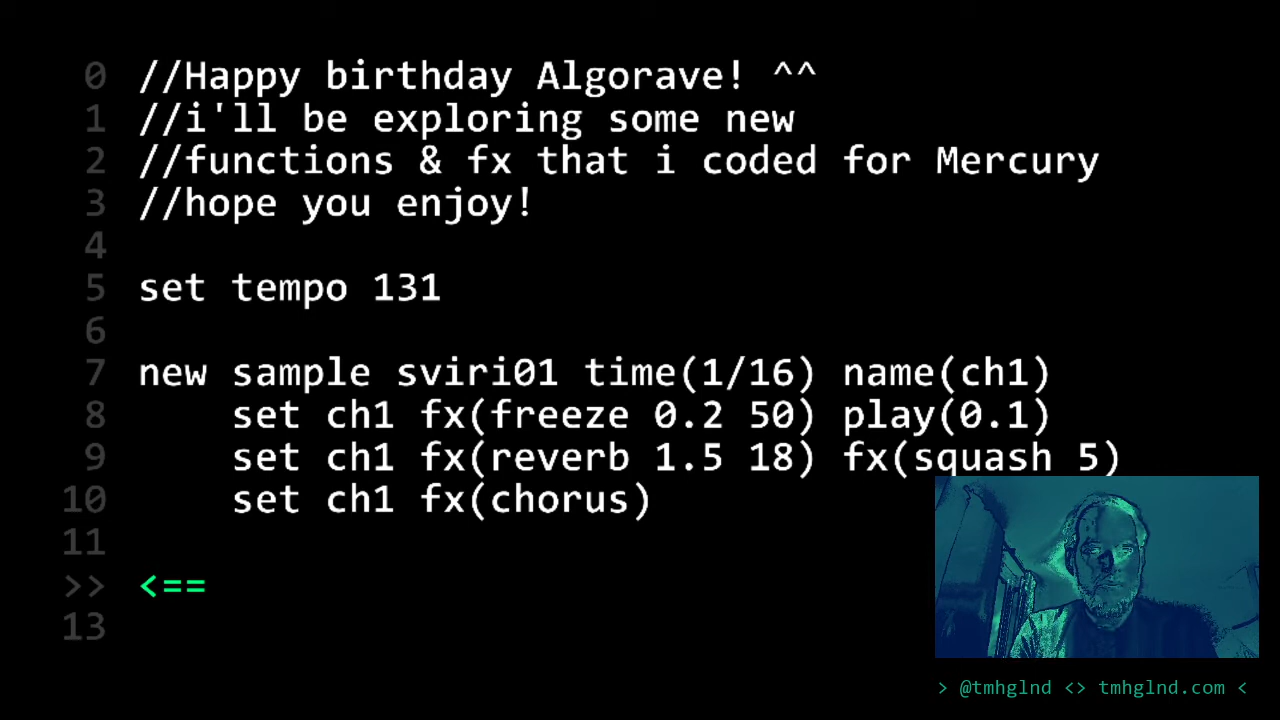 0 //Happy birthday Algorave! ^^
1 //i'll be exploring some new
2 //functions & fx that i coded for Mercury
3 //hope you enjoy!
4
5 set tempo 131
6
7 new sample sviri01 time(1/16) name(ch1)
8 set ch1 fx(freeze 0.2 50) play(0.1)
9 set ch1 fx(reverb 1.5 18) fx(squash 5)
10 set ch1 fx(chorus)
11
>> <==
13
> @tmhglnd <> tmhglnd.com <